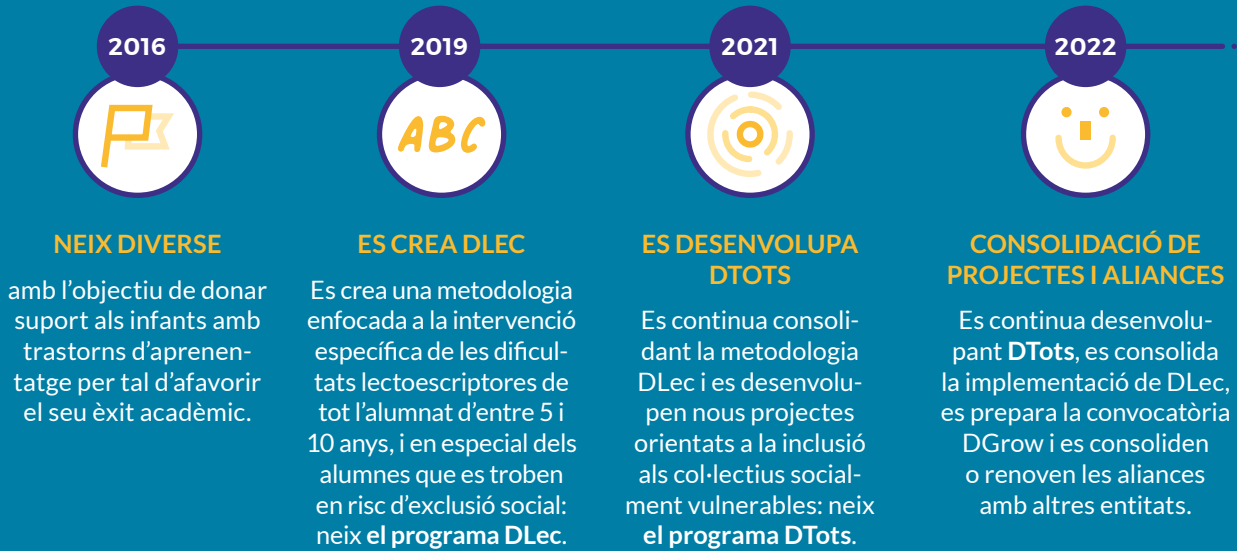 2016
NEIX DIVERSE
amb l’objectiu de donar
suport als infants amb
trastorns d’aprenen-
tatge per tal d’afavorir
el seu èxit acadèmic.
2019
ABC
ES CREA DLEC
Es crea una metodologia
enfocada a la intervenció
específica de les dificul-
tats lectoescriptores de
tot l’alumnat d’entre 5 i
10 anys, i en especial dels
alumnes que es troben
en risc d’exclusió social:
neix el programa DLec.
2021
ES DESENVOLUPA
DTOTS
Es continua consoli-
dant la metodologia
DLec i es desenvolu-
pen nous projectes
orientats a la inclusió
als col·lectius social-
ment vulnerables: neix
el programa DTots.
2022
CONSOLIDACIÓ DE
PROJECTES I ALIANCES
Es continua desenvolu-
pant DTots, es consolida
la implementació de DLec,
es prepara la convocatòria
DGrow i es consoliden
o renoven les aliances
amb altres entitats.